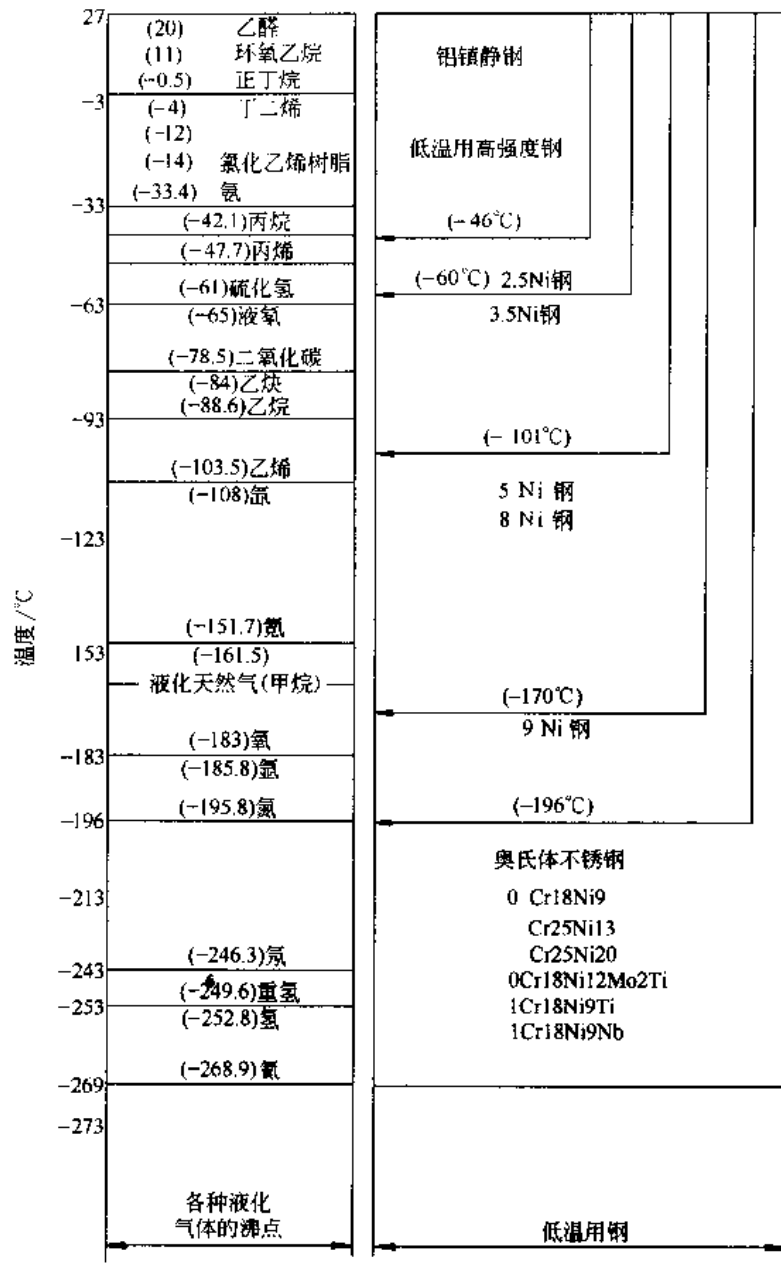 27
(20) 乙醛
(11) 环氧乙烷
(-0.5) 正丁烷
-3
(-4) 丁二烯
(-12)
(-14) 氯化乙烯树脂
(-33.4) 氨
-33
(-42.1)丙烷
(-47.7)丙烯
(-61)硫化氢
-63
(-65)液氡
(-78.5)二氧化碳
(-84)乙炔
(-88.6)乙烷
-93
(-103.5)乙烯
(-108)氙
-123
(-151.7)氪
153
(-161.5)
液化天然气(甲烷)
(-183)氧
-183
(-185.8)氩
(-195.8)氮
-196
-213
(-246.3)氖
-243
(-249.6)重氢
-253
(-252.8)氢
(-268.9)氦
-269
-273
温度/℃
各种液化
气体的沸点
铝镇静钢
低温用高强度钢
(-46℃)
(-60℃) 2.5Ni钢
3.5Ni钢
(-101℃)
5 Ni 钢
8 Ni 钢
(-170℃)
9 Ni 钢
(-196℃)
奥氏体不锈钢
0 Cr18Ni9
Cr25Ni13
Cr25Ni20
0Cr18Ni12Mo2Ti
1Cr18Ni9Ti
1Cr18Ni9Nb
低温用钢